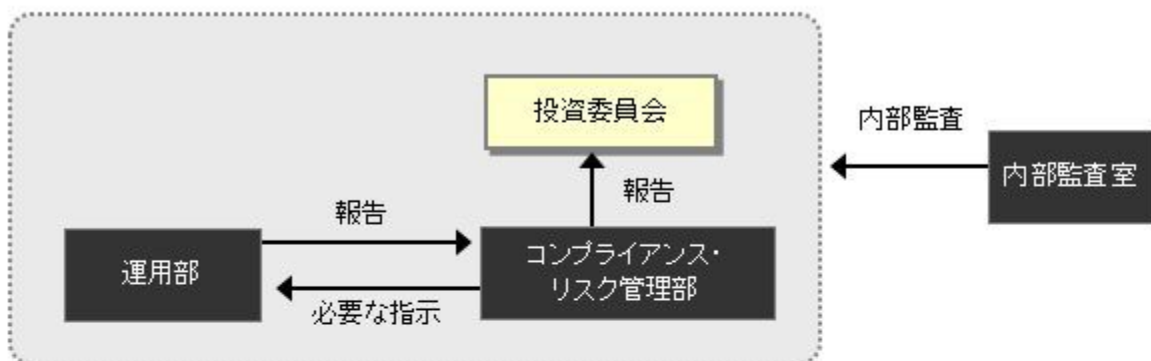 投資委員会
内部監査
内部監査室
報告
報告
運用部
コンプライアンス・
リスク管理部
必要な指示